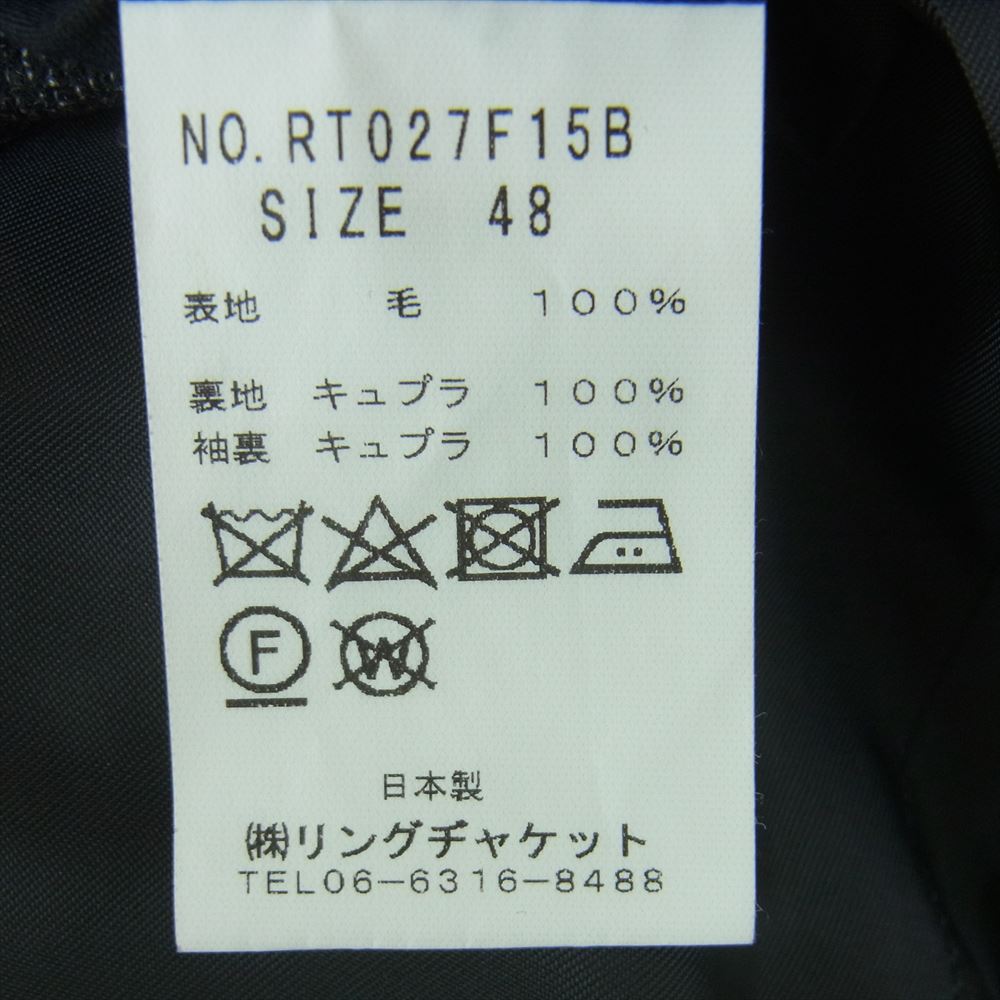 NO. RT027F15B
SIZE 48
表地 毛 １００％
裏地 キュプラ １００％
袖裏 キュプラ １００％
F W
日本製
㈱リングヂャケット
TEL０６−６３１６−８４８８